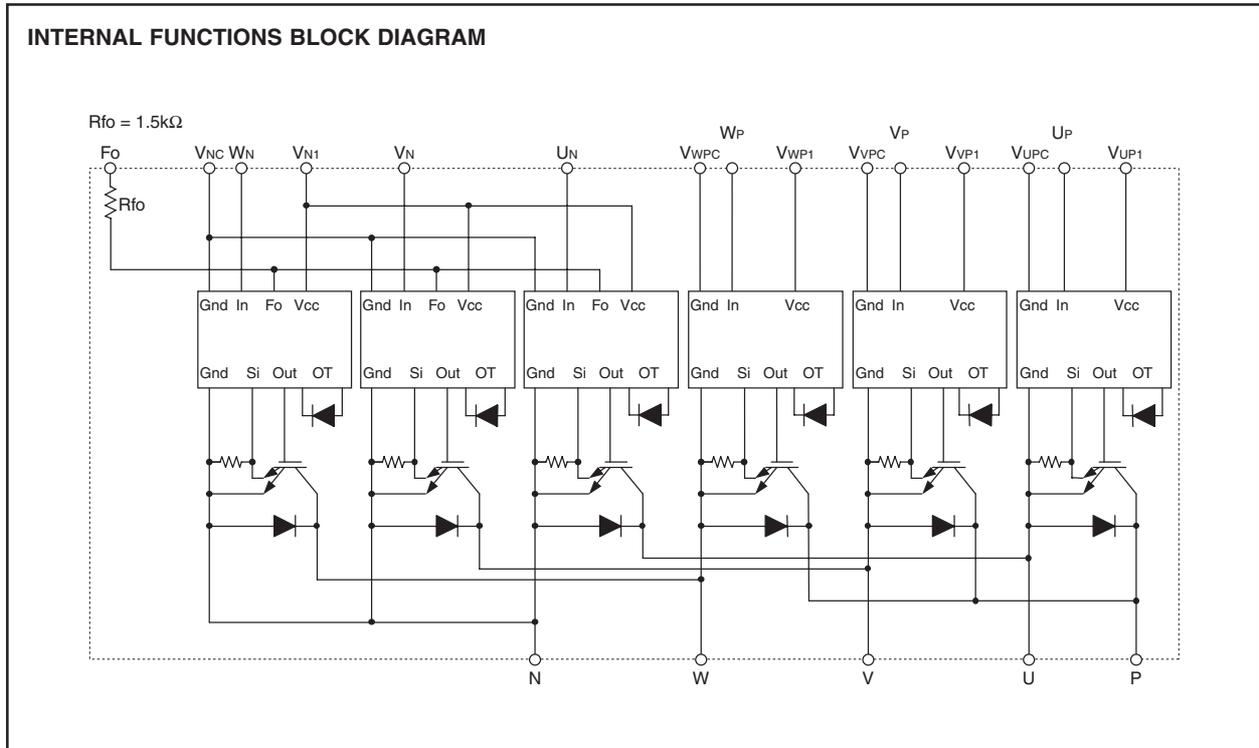 INTERNAL FUNCTIONS BLOCK DIAGRAM
Rfo = 1.5kΩ
WP VP UP
Fo VNC WN VN1 VN UN VWPC VWP1 VVPC VVP1 VUPC VUP1
Rfo
Gnd In Fo Vcc Gnd In Fo Vcc Gnd In Fo Vcc Gnd In Vcc Gnd In Vcc Gnd In Vcc
Gnd Si Out OT Gnd Si Out OT Gnd Si Out OT Gnd Si Out OT Gnd Si Out OT Gnd Si Out OT
N W V U P